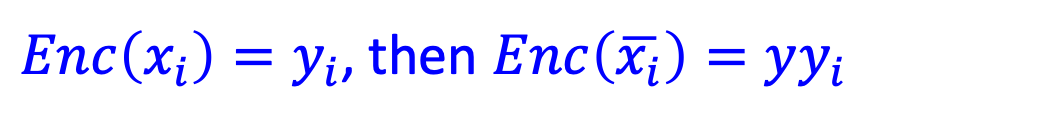 Enc(xᵢ) = yᵢ, then Enc(x̅ᵢ) = yyᵢ